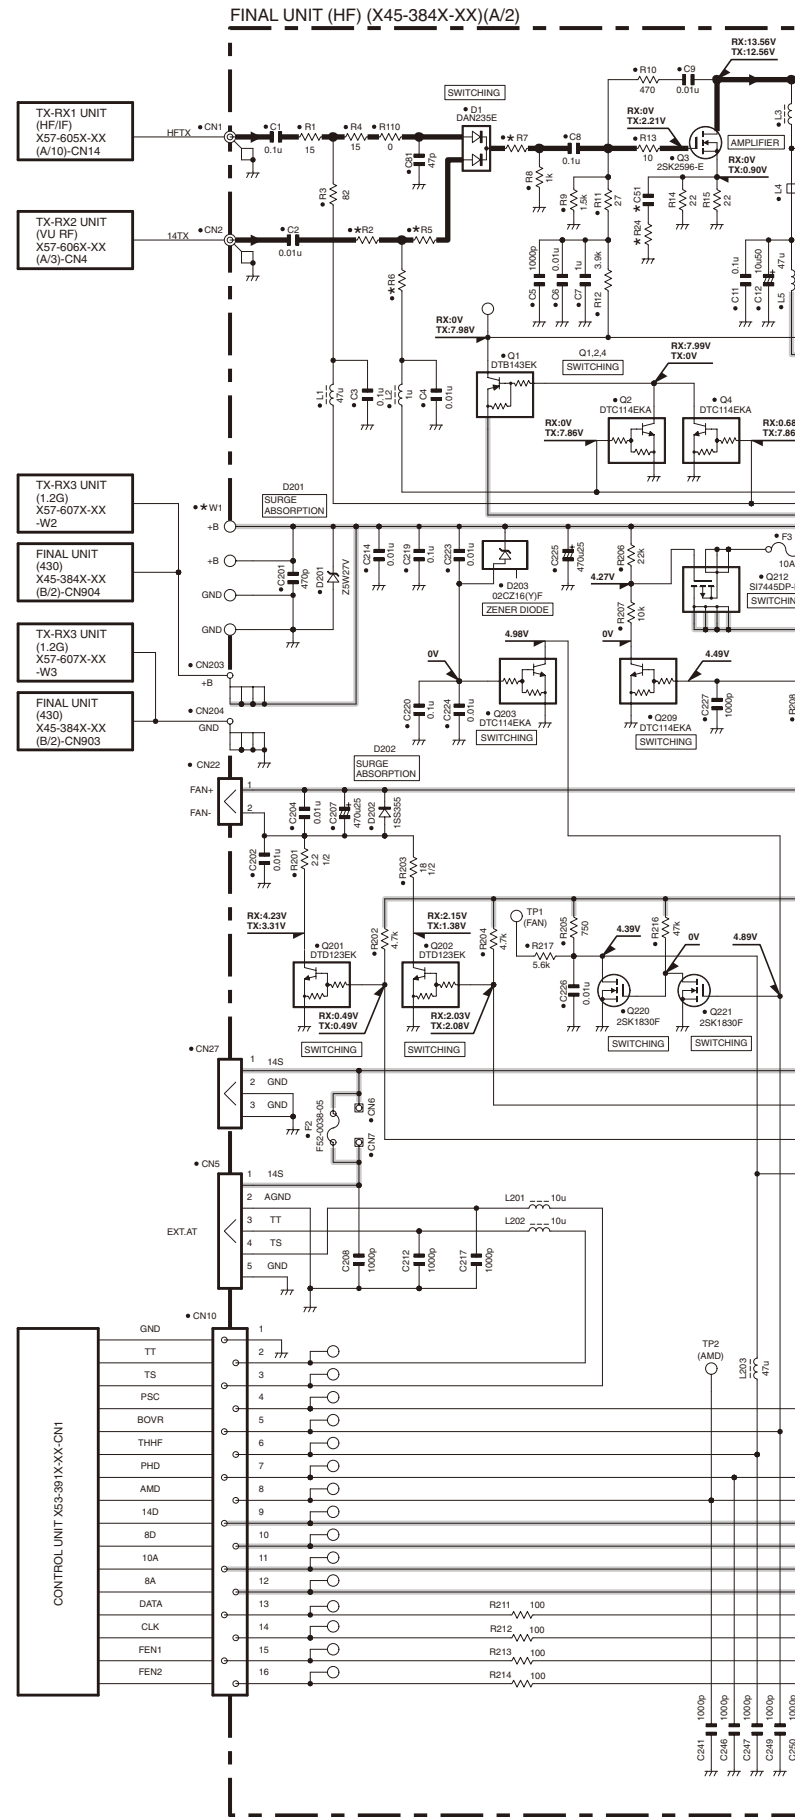 FINAL UNIT (HF) (X45-384X-XX)(A/2)
TX-RX1 UNIT
(HF/IF)
X57-605X-XX
(A/10)-CN14
HFTX
CN1
C1
0.1u
R1
15
R4
15
R110
0
C81
47p
SWITCHING
D1
DAN235E
★R7
R8
1k
C8
0.1u
R10
470
C9
0.01u
RX:13.56V
TX:12.56V
RX:0V
TX:2.21V
R13
10
Q3
2SK2596-E
AMPLIFIER
RX:0V
TX:0.90V
L3
L4
R3
82
R9
1.5k
R11
27
★C51
★R24
R14
22
R15
22
TX-RX2 UNIT
(VU RF)
X57-606X-XX
(A/3)-CN4
14TX
CN2
C2
0.01u
★R2
★R5
★R6
C5
1000p
C6
0.01u
C7
1u
R12
3.9k
C11
0.1u
C12
10u50
L5
47u
RX:0V
TX:7.98V
Q1
DTB143EK
Q1,2,4
SWITCHING
RX:7.99V
TX:0V
Q2
DTC114EKA
Q4
DTC114EKA
RX:0V
TX:7.86V
RX:0.68
TX:7.86
L1
47u
C3
0.1u
L2
1u
C4
0.01u
TX-RX3 UNIT
(1.2G)
X57-607X-XX
-W2
FINAL UNIT
(430)
X45-384X-XX
(B/2)-CN904
TX-RX3 UNIT
(1.2G)
X57-607X-XX
-W3
FINAL UNIT
(430)
X45-384X-XX
(B/2)-CN903
★W1
+B
+B
GND
GND
D201
SURGE
ABSORPTION
C201
470p
D201
Z5W27V
C214
0.01u
C219
0.1u
C223
0.01u
D203
02CZ16(Y)F
ZENER DIODE
C225
470u25
R206
22k
4.27V
R207
10k
F3
10A
Q212
SI7445DP-
SWITCHIN
CN203
+B
CN204
GND
0V
4.98V
C220
0.1u
C224
0.01u
Q203
DTC114EKA
SWITCHING
0V
4.49V
Q209
DTC114EKA
SWITCHING
C227
1000p
R208
CN22
FAN+
FAN-
1
2
D202
SURGE
ABSORPTION
C204
0.01u
C207
470u25
D202
1SS355
C202
0.01u
R201
2.2
1/2
R203
18
1/2
RX:4.23V
TX:3.31V
Q201
DTD123EK
R202
4.7k
RX:2.15V
TX:1.38V
Q202
DTD123EK
R204
4.7k
RX:0.49V
TX:0.49V
RX:2.03V
TX:2.08V
SWITCHING
SWITCHING
TP1
(FAN)
R217
5.6k
R205
750
C226
0.01u
4.39V
R216
47k
0V
4.89V
Q220
2SK1830F
SWITCHING
Q221
2SK1830F
SWITCHING
CN27
1 14S
2 GND
3 GND
F2
F52-0038-05
CN6
CN7
CN5
EXT.AT
1 14S
2 AGND
3 TT
4 TS
5 GND
C208
1000p
C212
1000p
C217
1000p
L201 10u
L202 10u
CN10
CONTROL UNIT X53-391X-XX-CN1
GND 1
TT 2
TS 3
PSC 4
BOVR 5
THHF 6
PHD 7
AMD 8
14D 9
8D 10
10A 11
8A 12
DATA 13
CLK 14
FEN1 15
FEN2 16
TP2
(AMD)
L203
47u
R211 100
R212 100
R213 100
R214 100
C241
1000p
C246
1000p
C247
1000p
C249
1000p
C250
1000p